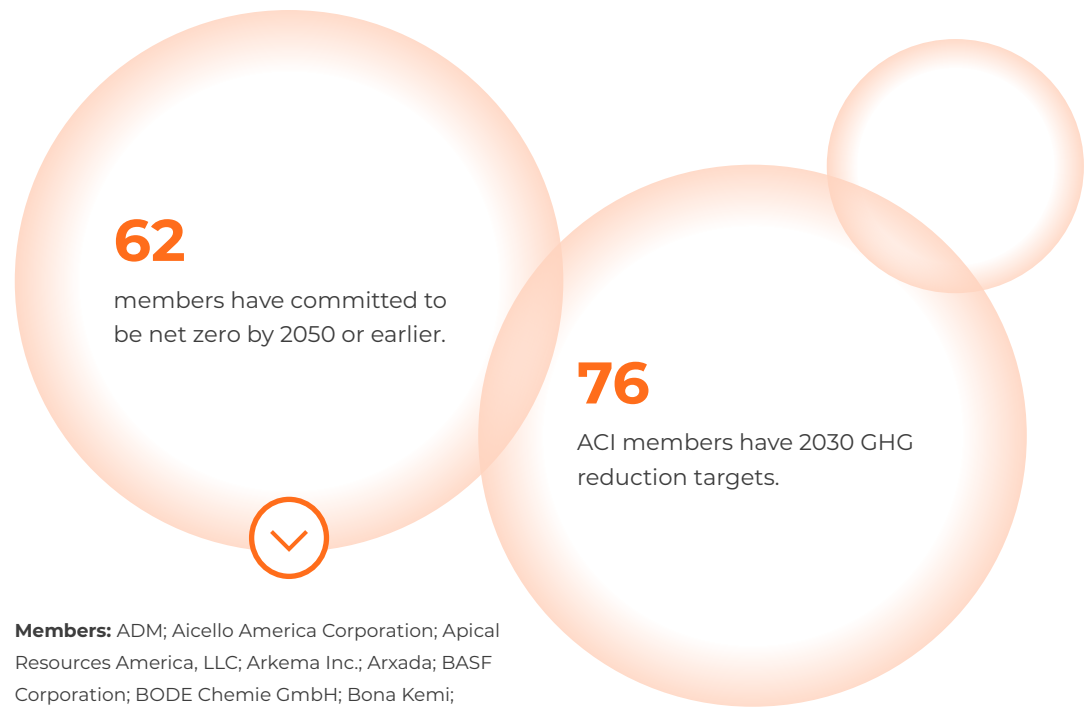 62
members have committed to
be net zero by 2050 or earlier.
76
ACI members have 2030 GHG
reduction targets.
Members: ADM; Aicello America Corporation; Apical
Resources America, LLC; Arkema Inc.; Arxada; BASF
Corporation; BODE Chemie GmbH; Bona Kemi;